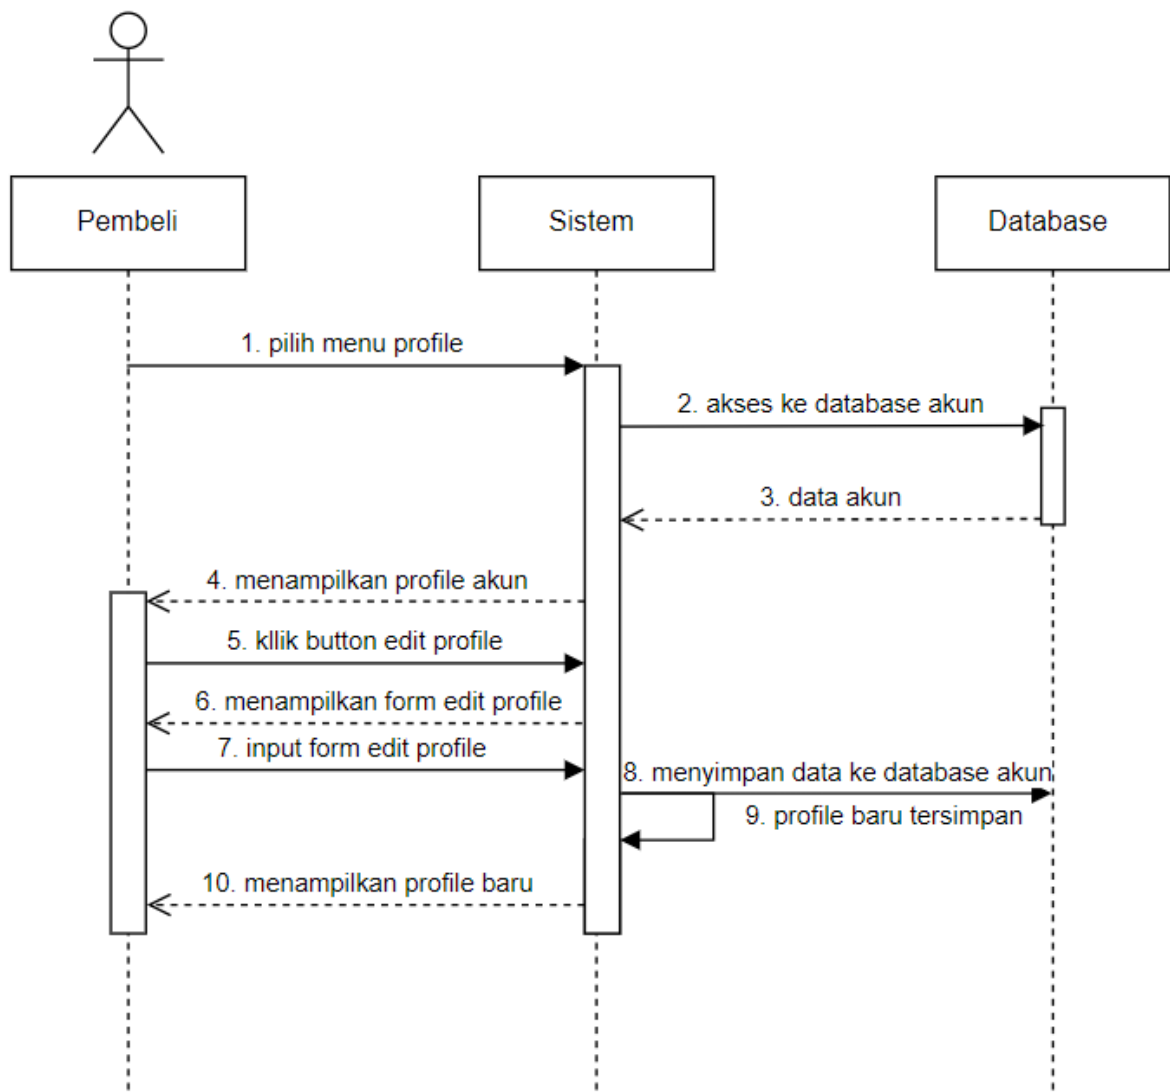 Pembeli
Sistem
Database
1. pilih menu profile
2. akses ke database akun
3. data akun
4. menampilkan profile akun
5. kllik button edit profile
6. menampilkan form edit profile
7. input form edit profile
8. menyimpan data ke database akun
9. profile baru tersimpan
10. menampilkan profile baru